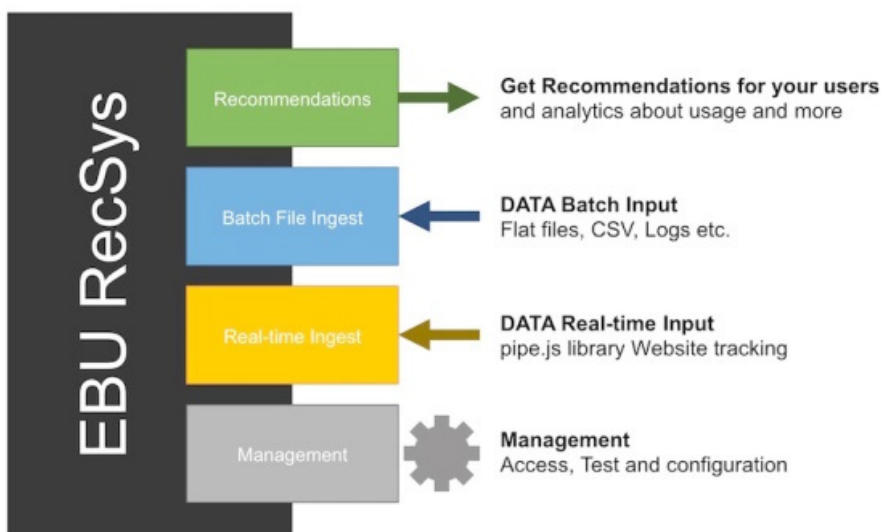 EBU RecSys
Recommendations
Get Recommendations for your users
and analytics about usage and more
Batch File Ingest
DATA Batch Input
Flat files, CSV, Logs etc.
Real-time Ingest
DATA Real-time Input
pipe.js library Website tracking
Management
Management
Access, Test and configuration